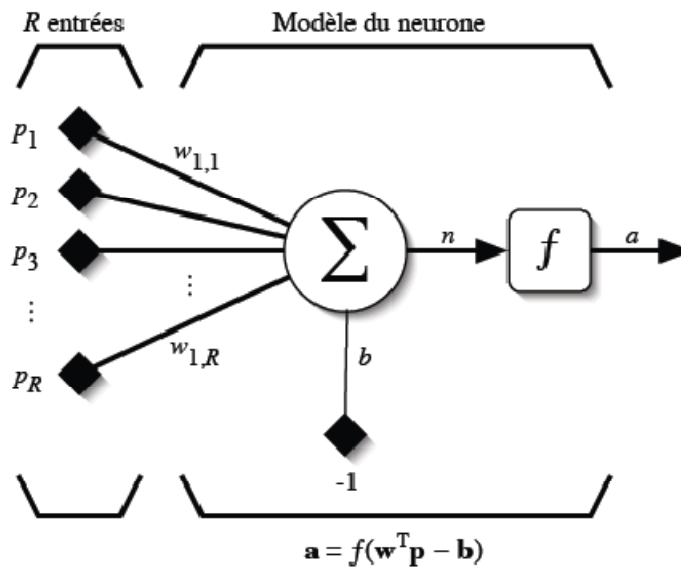 R entrées
Modèle du neurone
p1
w1,1
p2
p3
Σ
n
f
a
⋮
⋮
pR
w1,R
b
-1
a = f(wᵀp − b)